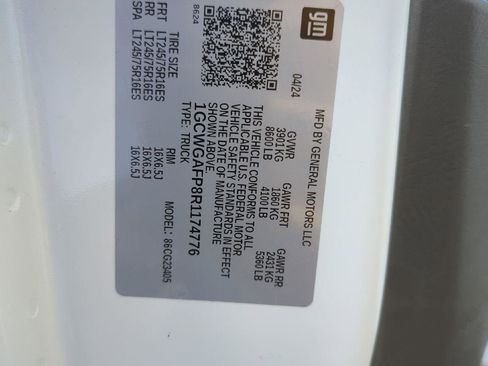 gm
MFD BY GENERAL MOTORS LLC
04/24
GVWR
3901 KG
8600 LB
GAWR FRT
1860 KG
4100 LB
GAWR RR
2431 KG
5360 LB
THIS VEHICLE CONFORMS TO ALL
APPLICABLE U.S. FEDERAL MOTOR
VEHICLE SAFETY STANDARDS IN EFFECT
ON THE DATE OF MANUFACTURE
SHOWN ABOVE.
1GCWGAFP8R1174776
TYPE: TRUCK
MODEL: 86CG23405
8624
TIRE SIZE RIM
FRT LT245/75R16ES 16X6.5J
RR LT245/75R16ES 16X6.5J
SPA LT245/75R16ES 16X6.5J